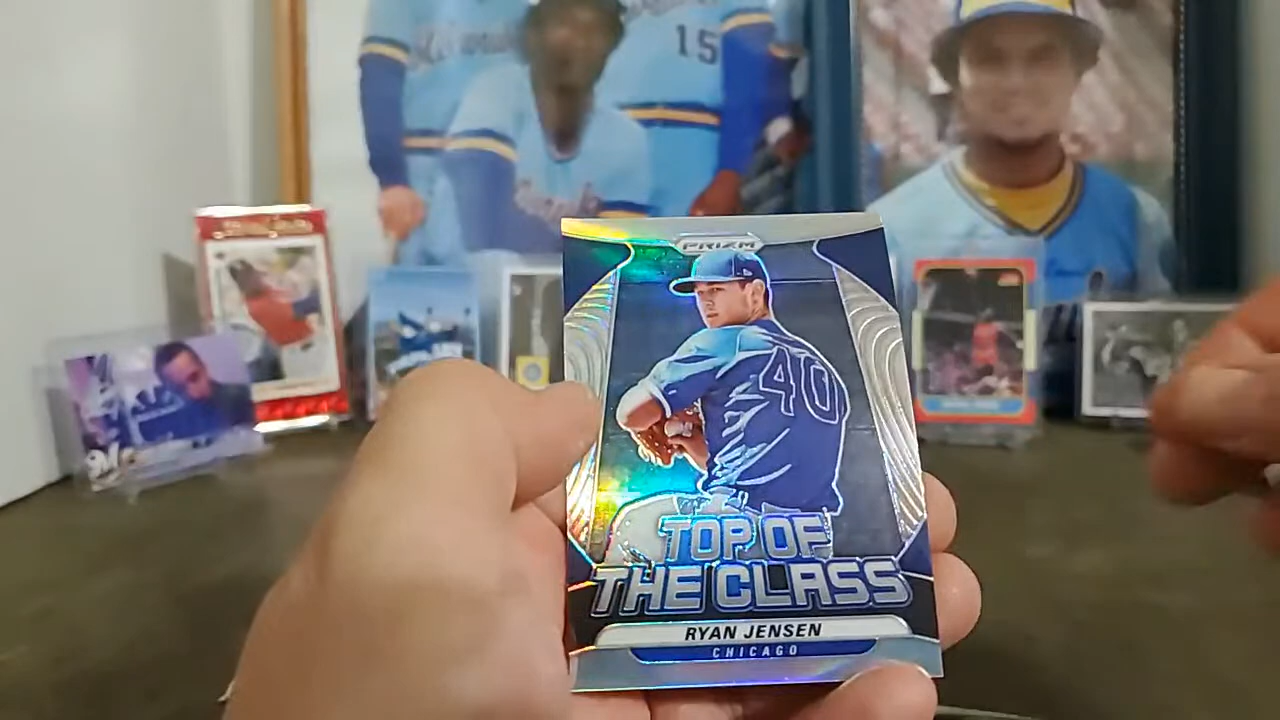 15
PRIZM
40
TOP OF
THE CLASS
RYAN JENSEN
CHICAGO